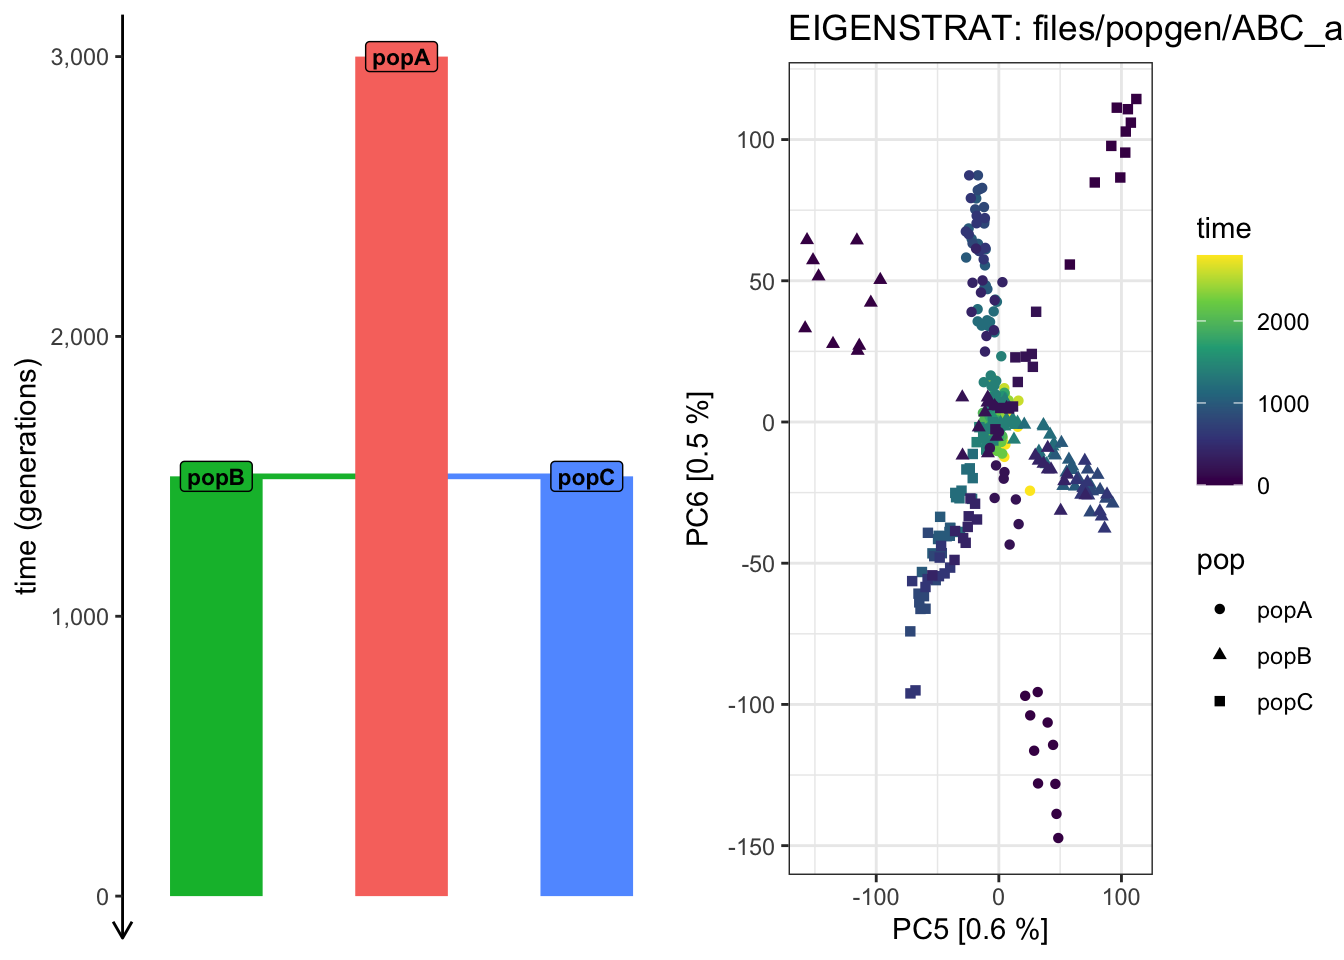 time (generations)
3,000
2,000
1,000
0
popA
popB
popC
EIGENSTRAT: files/popgen/ABC_a
PC6 [0.5 %]
100
50
0
-50
-100
-150
-100
0
100
PC5 [0.6 %]
time
2000
1000
0
pop
popA
popB
popC